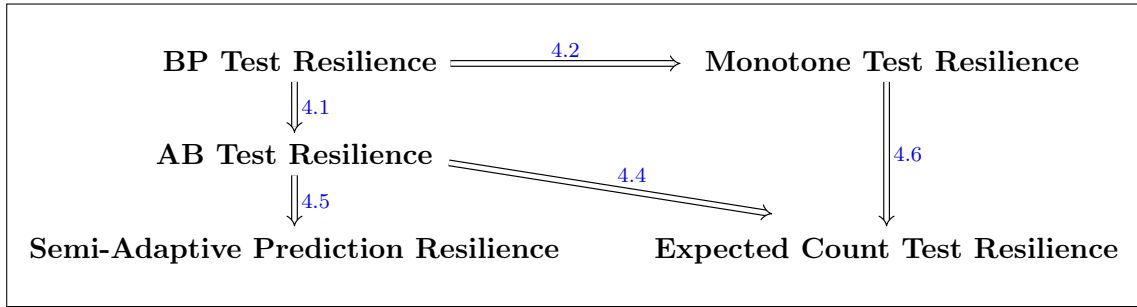 BP Test Resilience 4.2 Monotone Test Resilience
4.1
AB Test Resilience 4.4 4.6
4.5
Semi-Adaptive Prediction Resilience Expected Count Test Resilience